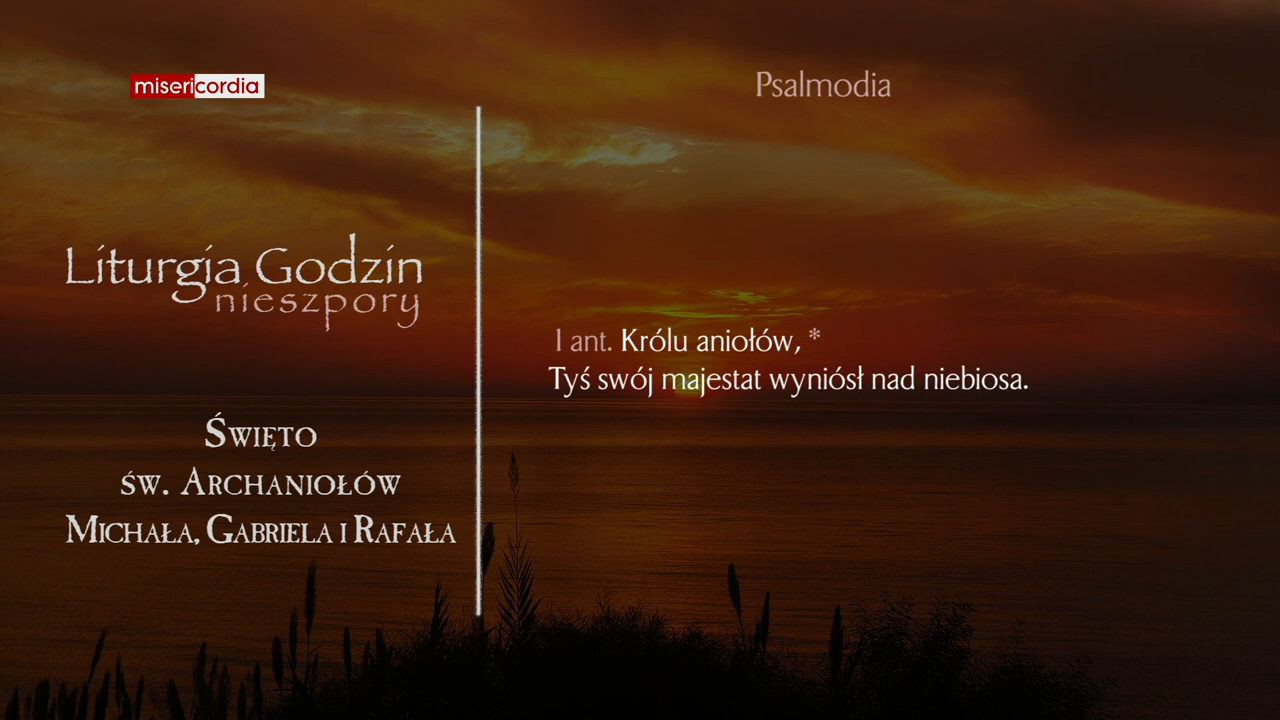 misericordia
Psalmodia
Liturgia Godzin
nieszpory
I ant. Królu aniołów, *
Tyś swój majestat wyniósł nad niebiosa.
Święto
św. Archaniołów
Michała, Gabriela i Rafała